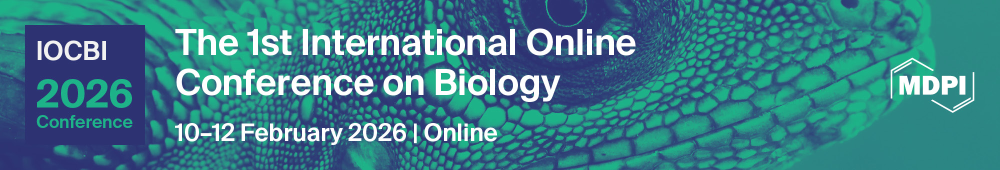 IOCBI
2026
Conference
The 1st International Online
Conference on Biology
10–12 February 2026 | Online
MDPI